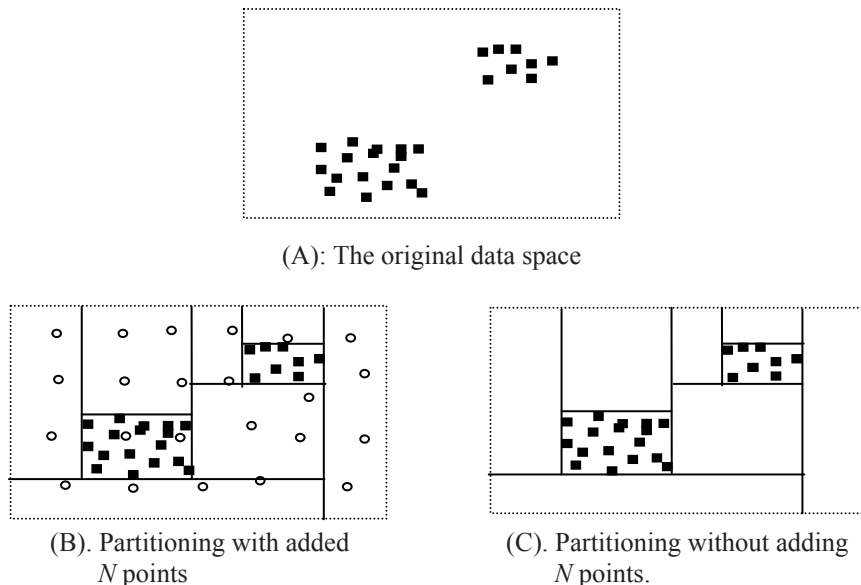 (A): The original data space
(B). Partitioning with added
N points
(C). Partitioning without adding
N points.